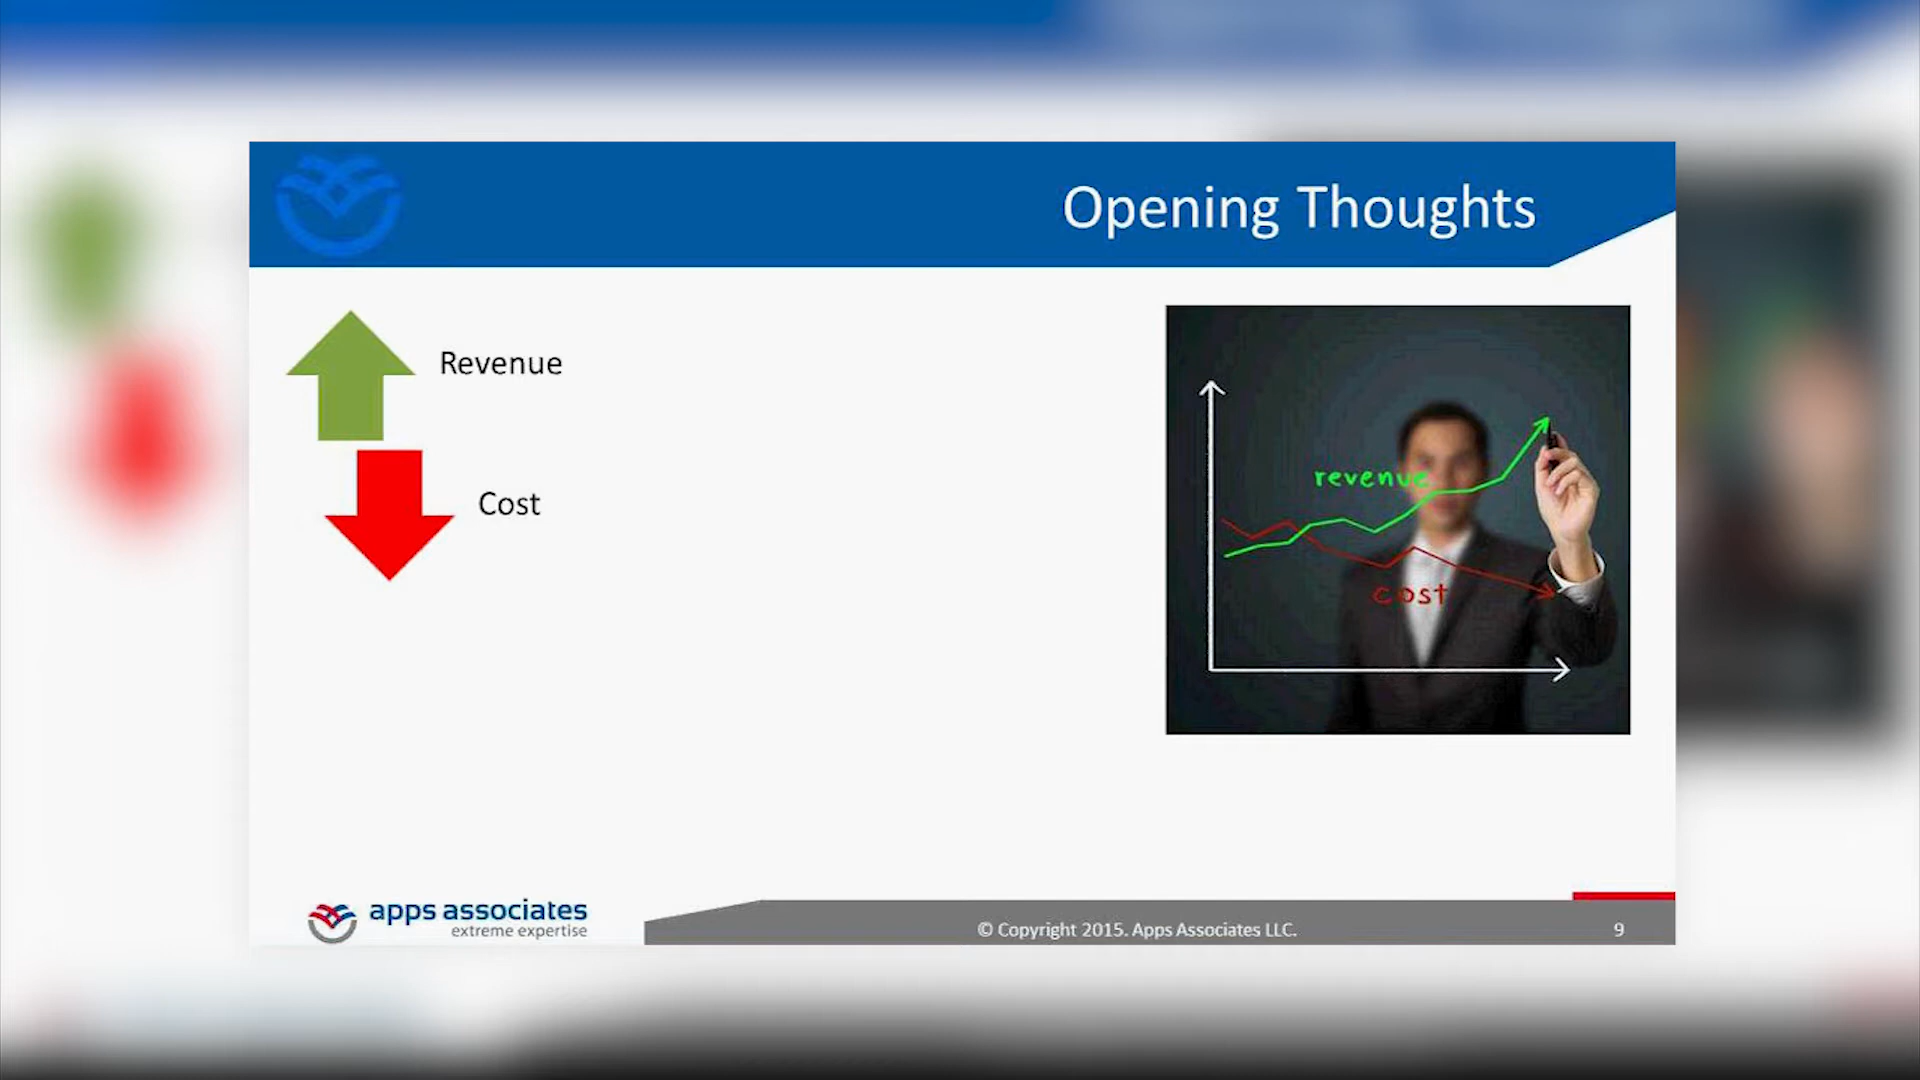 Opening Thoughts
Revenue
Cost
revenue
cost
apps associates
extreme expertise
© Copyright 2015. Apps Associates LLC.
9